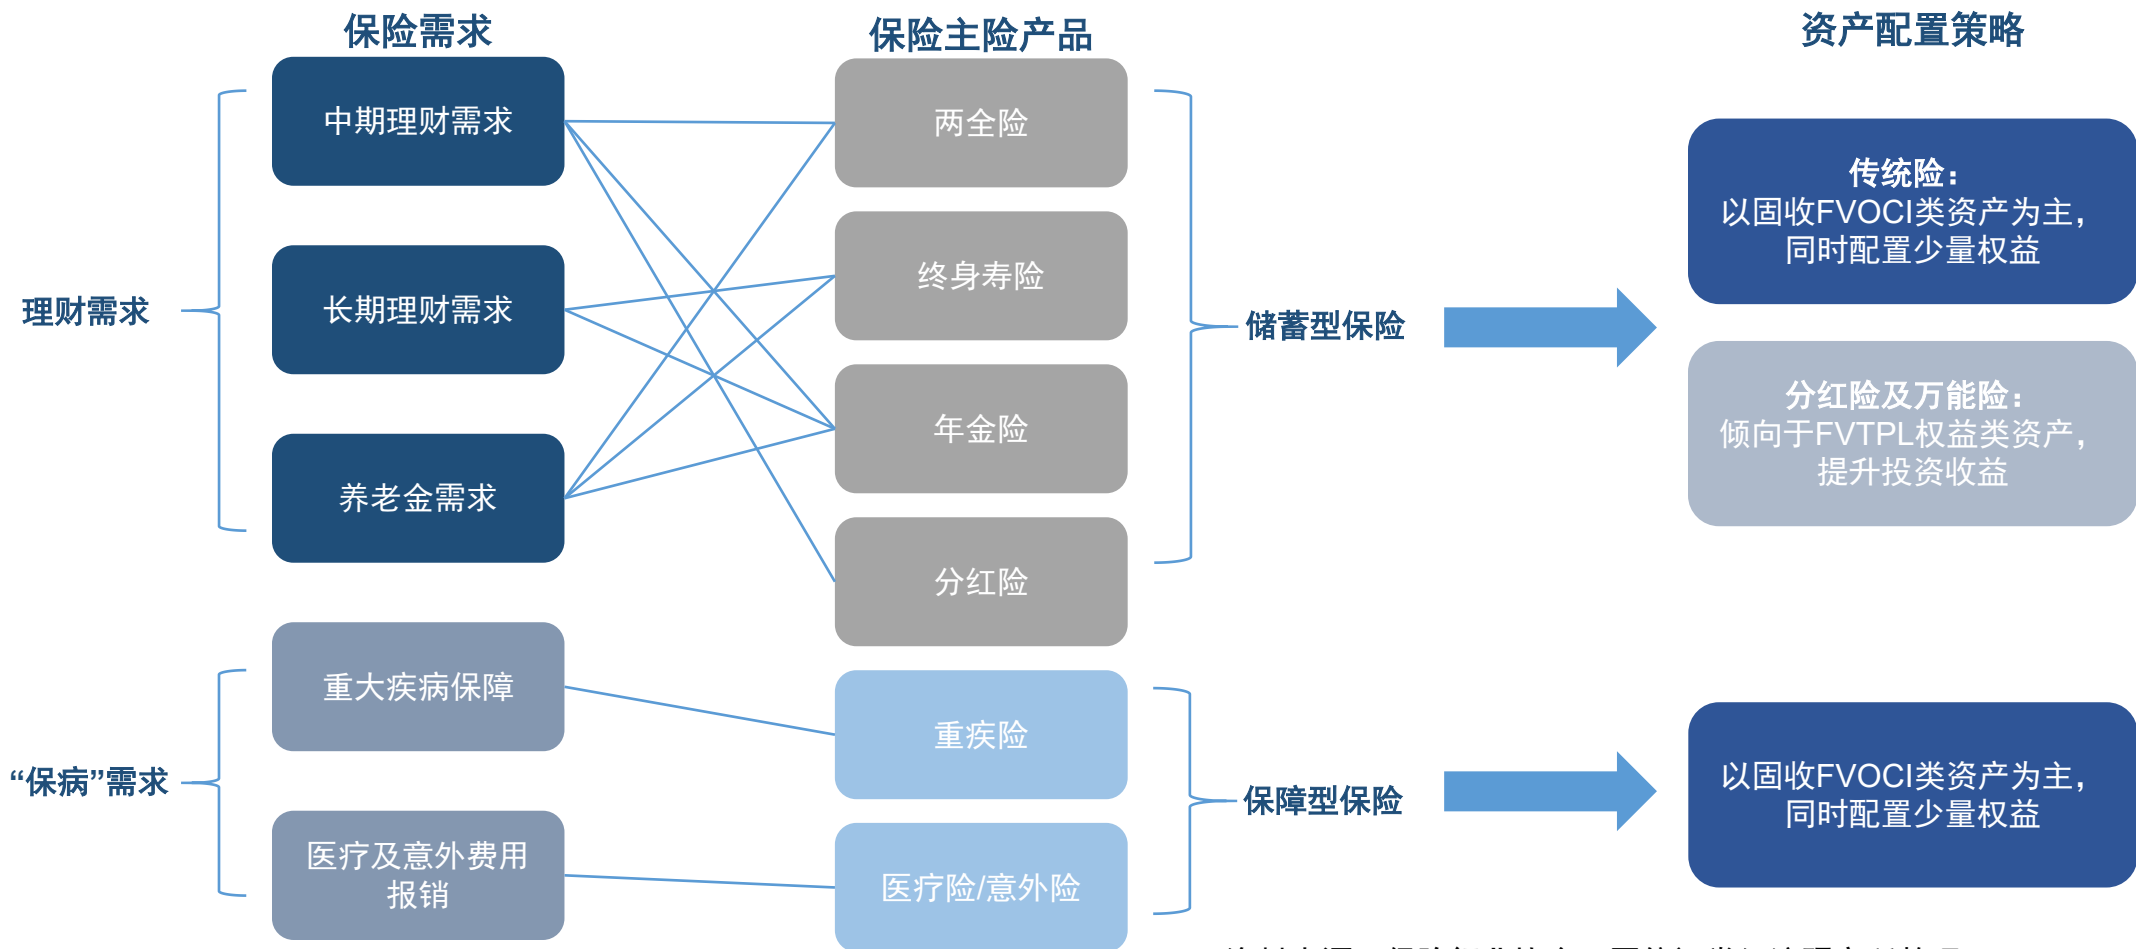 保险需求
保险主险产品
资产配置策略
理财需求
中期理财需求
长期理财需求
养老金需求
“保病”需求
重大疾病保障
医疗及意外费用
报销
两全险
终身寿险
年金险
分红险
重疾险
医疗险/意外险
储蓄型保险
保障型保险
传统险：
以固收FVOCI类资产为主，
同时配置少量权益
分红险及万能险：
倾向于FVTPL权益类资产，
提升投资收益
以固收FVOCI类资产为主，
同时配置少量权益